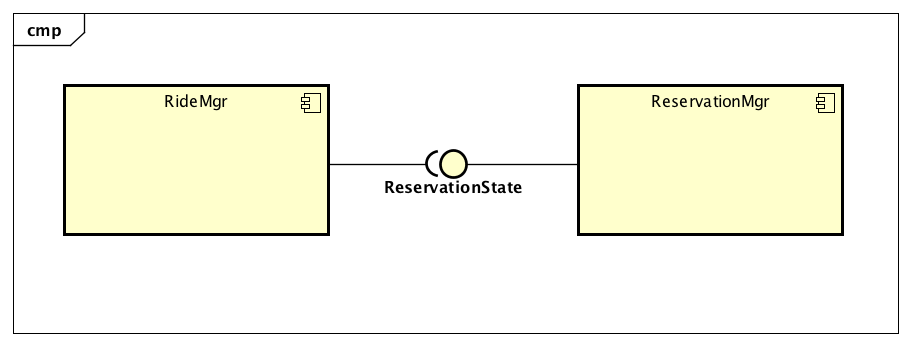 cmp
RideMgr
ReservationMgr
ReservationState